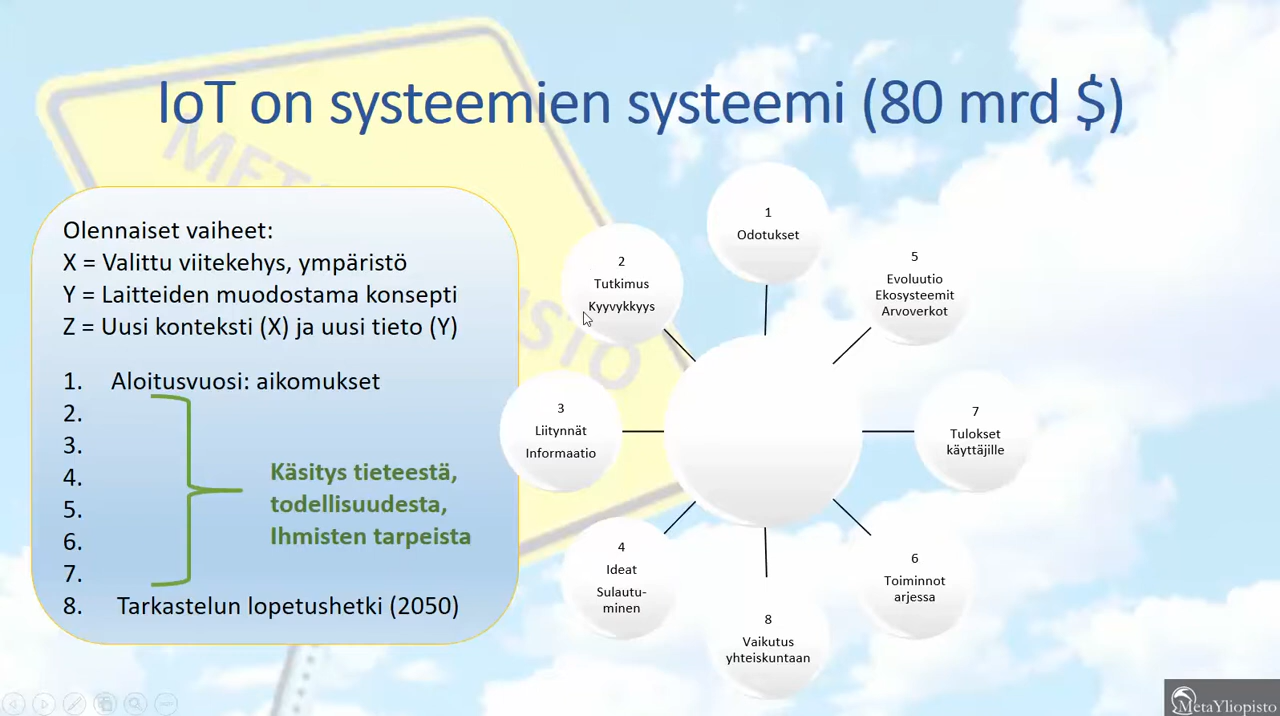 IoT on systeemien systeemi (80 mrd $)
Olennaiset vaiheet:
X = Valittu viitekehys, ympäristö
Y = Laitteiden muodostama konsepti
Z = Uusi konteksti (X) ja uusi tieto (Y)
1. Aloitusvuosi: aikomukset
2.
3.
4.
5.
6.
7.
8. Tarkastelun lopetushetki (2050)
Käsitys tieteestä,
todellisuudesta,
Ihmisten tarpeista
1
Odotukset
2
Tutkimus
Kyyvykkyys
3
Liitynnät
Informaatio
4
Ideat
Sulautu-
minen
5
Evoluutio
Ekosysteemit
Arvoverkot
7
Tulokset
käyttäjille
6
Toiminnot
arjessa
8
Vaikutus
yhteiskuntaan
MetaYliopisto